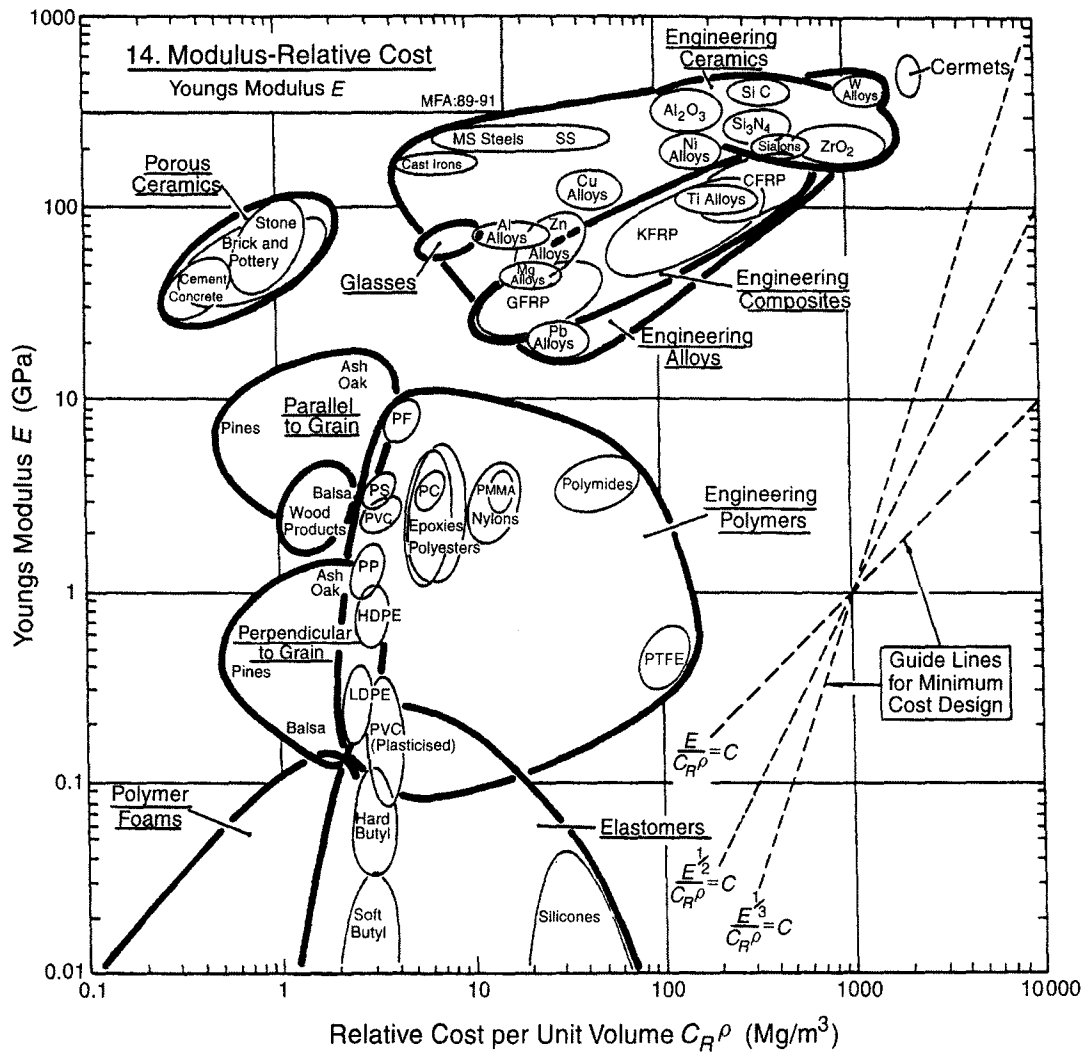 14. Modulus-Relative Cost
Youngs Modulus E
MFA:89-91
1000
100
10
1
0.1
0.01
Youngs Modulus E (GPa)
Engineering
Ceramics
Cermets
W
Alloys
Si C
Al2O3
Si3N4
Sialons
ZrO2
MS Steels SS
Cast Irons
Ni
Alloys
Cu
Alloys
CFRP
Ti Alloys
KFRP
Porous
Ceramics
Stone
Brick and
Pottery
Cement
Concrete
Glasses
Al
Alloys
Zn
Alloys
Mg
Alloys
GFRP
Pb
Alloys
Engineering
Composites
Engineering
Alloys
Ash
Oak
Parallel
to Grain
Pines
Balsa
Wood
Products
PF
PS
PVC
PC
Epoxies
Polyesters
PMMA
Nylons
Polymides
Engineering
Polymers
PP
HDPE
Ash
Oak
Perpendicular
to Grain
Pines
Balsa
LDPE
PVC
(Plasticised)
PTFE
Guide Lines
for Minimum
Cost Design
E/CRρ=C
E^1/2/CRρ=C
E^1/3/CRρ=C
Polymer
Foams
Hard
Butyl
Elastomers
Soft
Butyl
Silicones
0.1
1
10
100
1000
10000
Relative Cost per Unit Volume CRρ (Mg/m³)